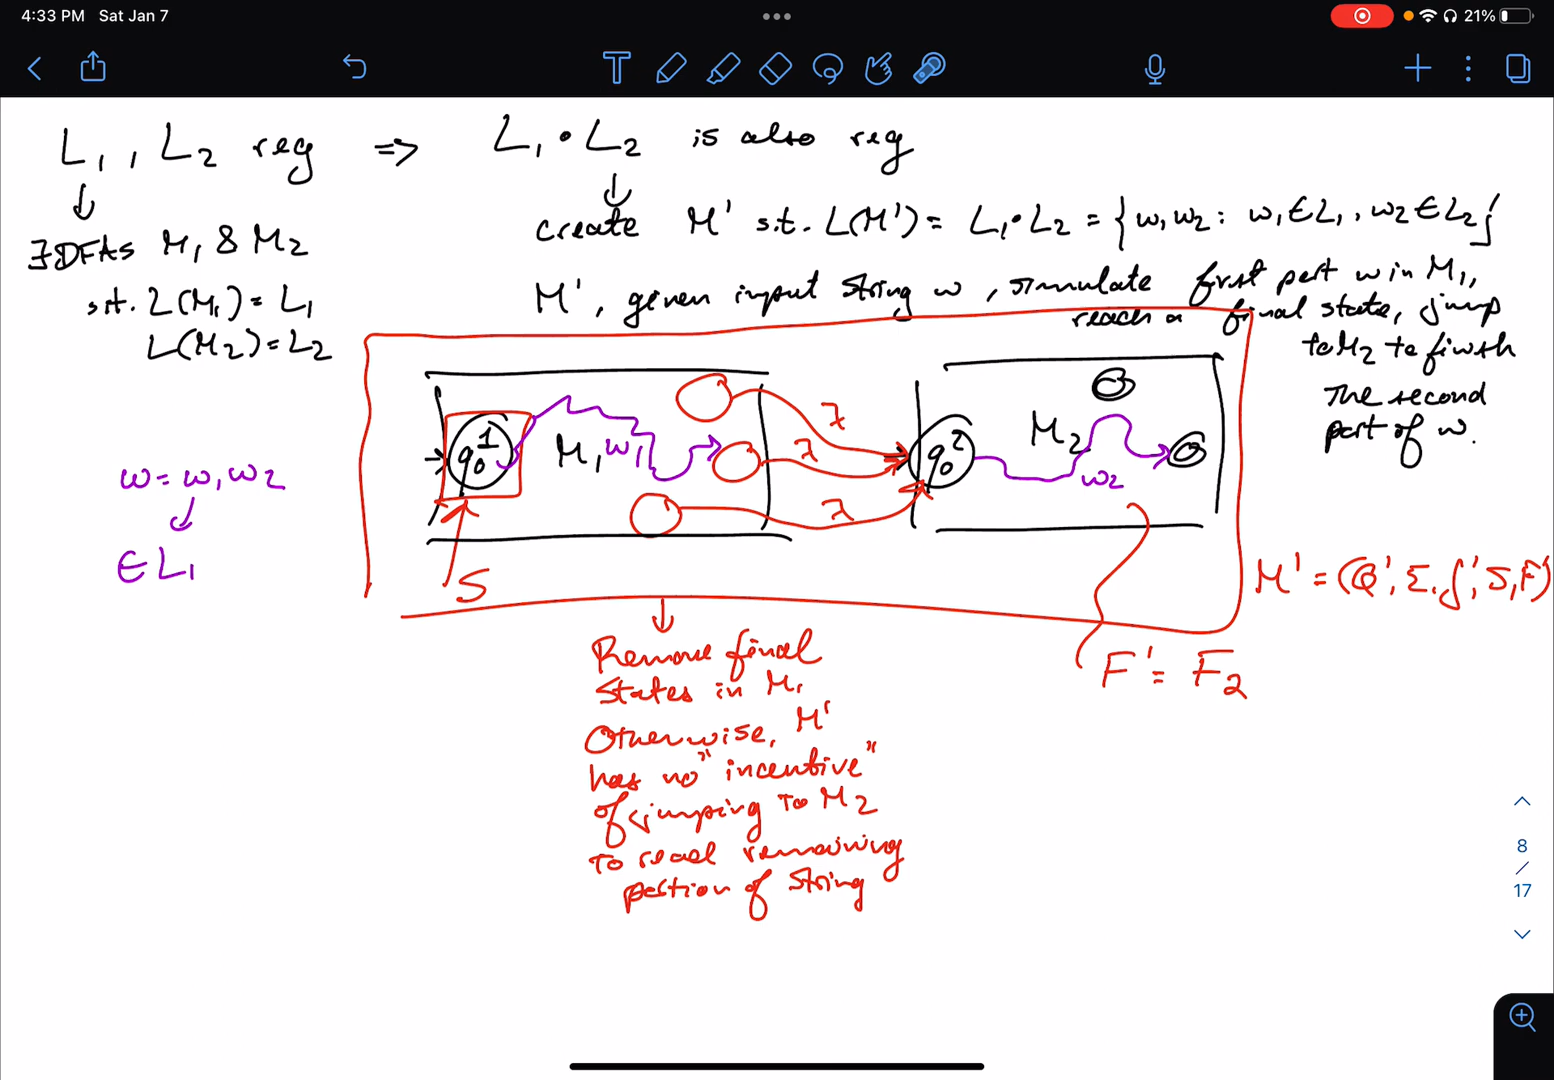 4:33 PM Sat Jan 7
21%
L₁, L₂ reg => L₁ • L₂ is also reg
↓ ↓
∃DFAs M₁ & M₂
s.t. L(M₁) = L₁
L(M₂) = L₂
create M' s.t. L(M') = L₁•L₂ = {w₁w₂ : w₁∈L₁, w₂∈L₂}
M', given input string w, simulate first part w in M₁,
reach a final state, jump
to M₂ to finish
the second
part of w.
q₀¹ M₁ w₁ λ λ λ q₀² M₂ w₂
w = w₁w₂
↓
∈ L₁
S
M' = (Q', Σ, δ', S, F')
F' = F₂
↓
Remove final
states in M₁
Otherwise, M'
has no "incentive"
of jumping to M₂
to read remaining
portion of string
8
/
17